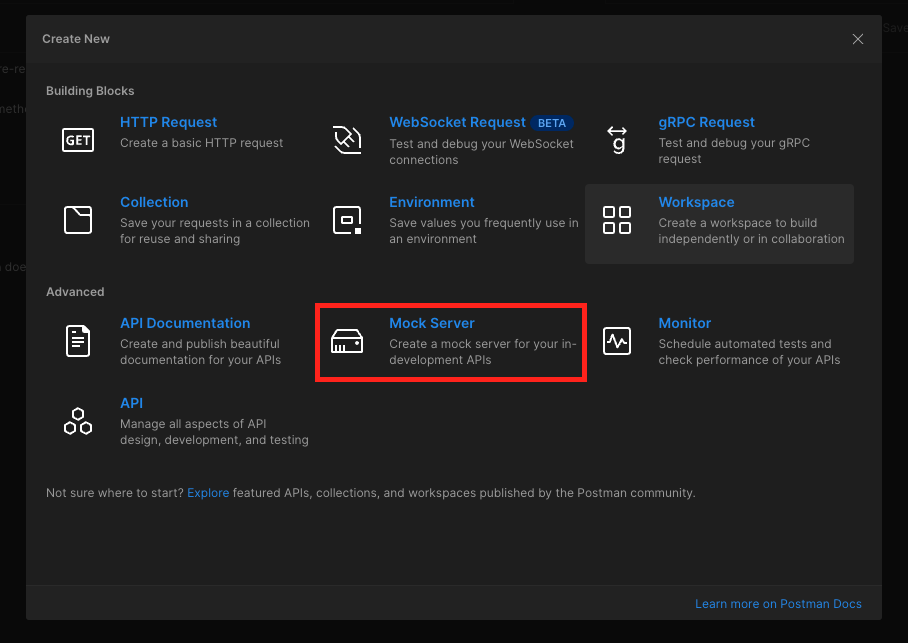 Create New
Save
re-re
Building Blocks
HTTP Request
Create a basic HTTP request
GET
WebSocket Request BETA
Test and debug your WebSocket
connections
gRPC Request
Test and debug your gRPC
request
g
metho
Collection
Save your requests in a collection
for reuse and sharing
Environment
Save values you frequently use in
an environment
Workspace
Create a workspace to build
independently or in collaboration
doe
Advanced
API Documentation
Create and publish beautiful
documentation for your APIs
Mock Server
Create a mock server for your in-
development APIs
Monitor
Schedule automated tests and
check performance of your APIs
API
Manage all aspects of API
design, development, and testing
Not sure where to start? Explore featured APIs, collections, and workspaces published by the Postman community.
Learn more on Postman Docs